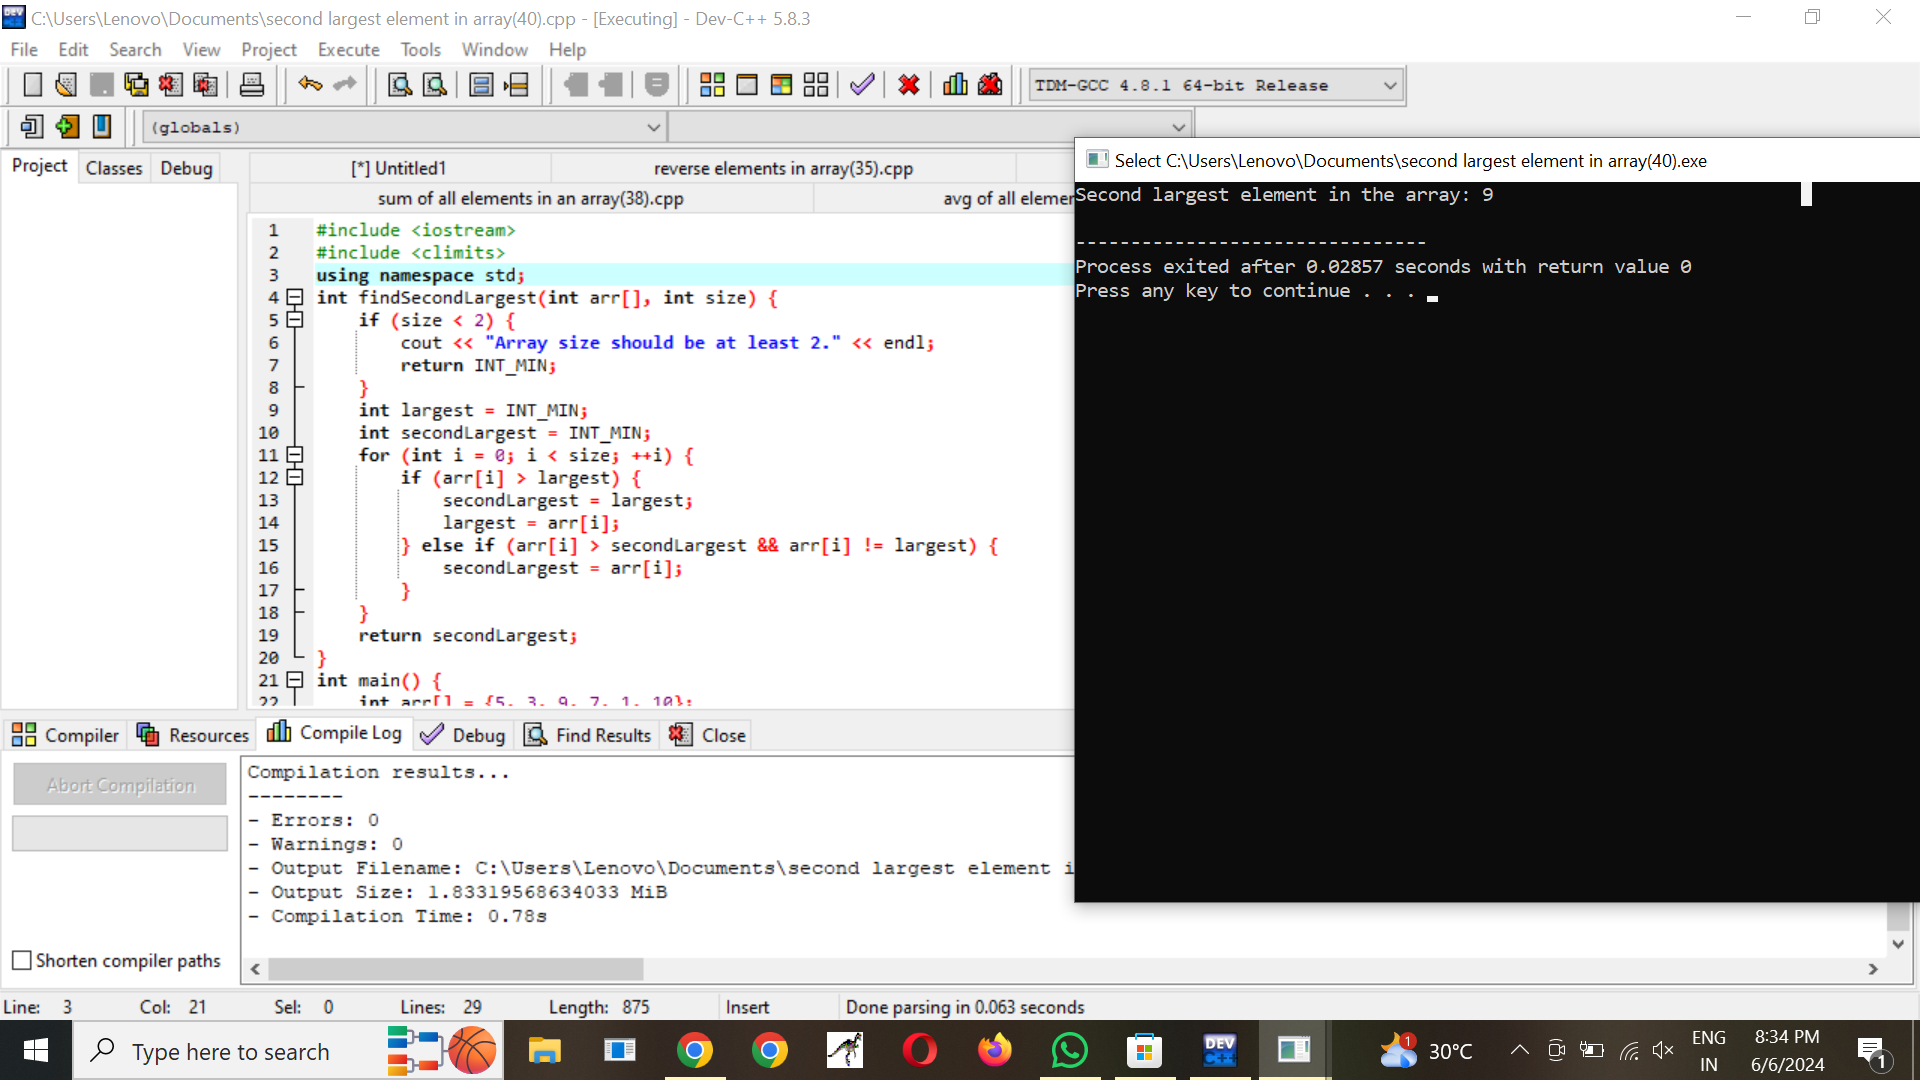 C:\Users\Lenovo\Documents\second largest element in array(40).cpp - [Executing] - Dev-C++ 5.8.3
File Edit Search View Project Execute Tools Window Help
TDM-GCC 4.8.1 64-bit Release
(globals)
Project Classes Debug
[*] Untitled1 reverse elements in array(35).cpp
sum of all elements in an array(38).cpp avg of all elemen
1 #include <iostream>
2 #include <climits>
3 using namespace std;
4 int findSecondLargest(int arr[], int size) {
5 if (size < 2) {
6 cout << "Array size should be at least 2." << endl;
7 return INT_MIN;
8 }
9 int largest = INT_MIN;
10 int secondLargest = INT_MIN;
11 for (int i = 0; i < size; ++i) {
12 if (arr[i] > largest) {
13 secondLargest = largest;
14 largest = arr[i];
15 } else if (arr[i] > secondLargest && arr[i] != largest) {
16 secondLargest = arr[i];
17 }
18 }
19 return secondLargest;
20 }
21 int main() {
22 int arr[] = {5, 3, 9, 7, 1, 10};
Select C:\Users\Lenovo\Documents\second largest element in array(40).exe
Second largest element in the array: 9
--------------------------------
Process exited after 0.02857 seconds with return value 0
Press any key to continue . . .
Compiler Resources Compile Log Debug Find Results Close
Abort Compilation
Shorten compiler paths
Compilation results...
--------
- Errors: 0
- Warnings: 0
- Output Filename: C:\Users\Lenovo\Documents\second largest element i
- Output Size: 1.83319568634033 MiB
- Compilation Time: 0.78s
Line: 3 Col: 21 Sel: 0 Lines: 29 Length: 875 Insert Done parsing in 0.063 seconds
Type here to search
DEV C++
1
30°C
ENG
IN
8:34 PM
6/6/2024
1